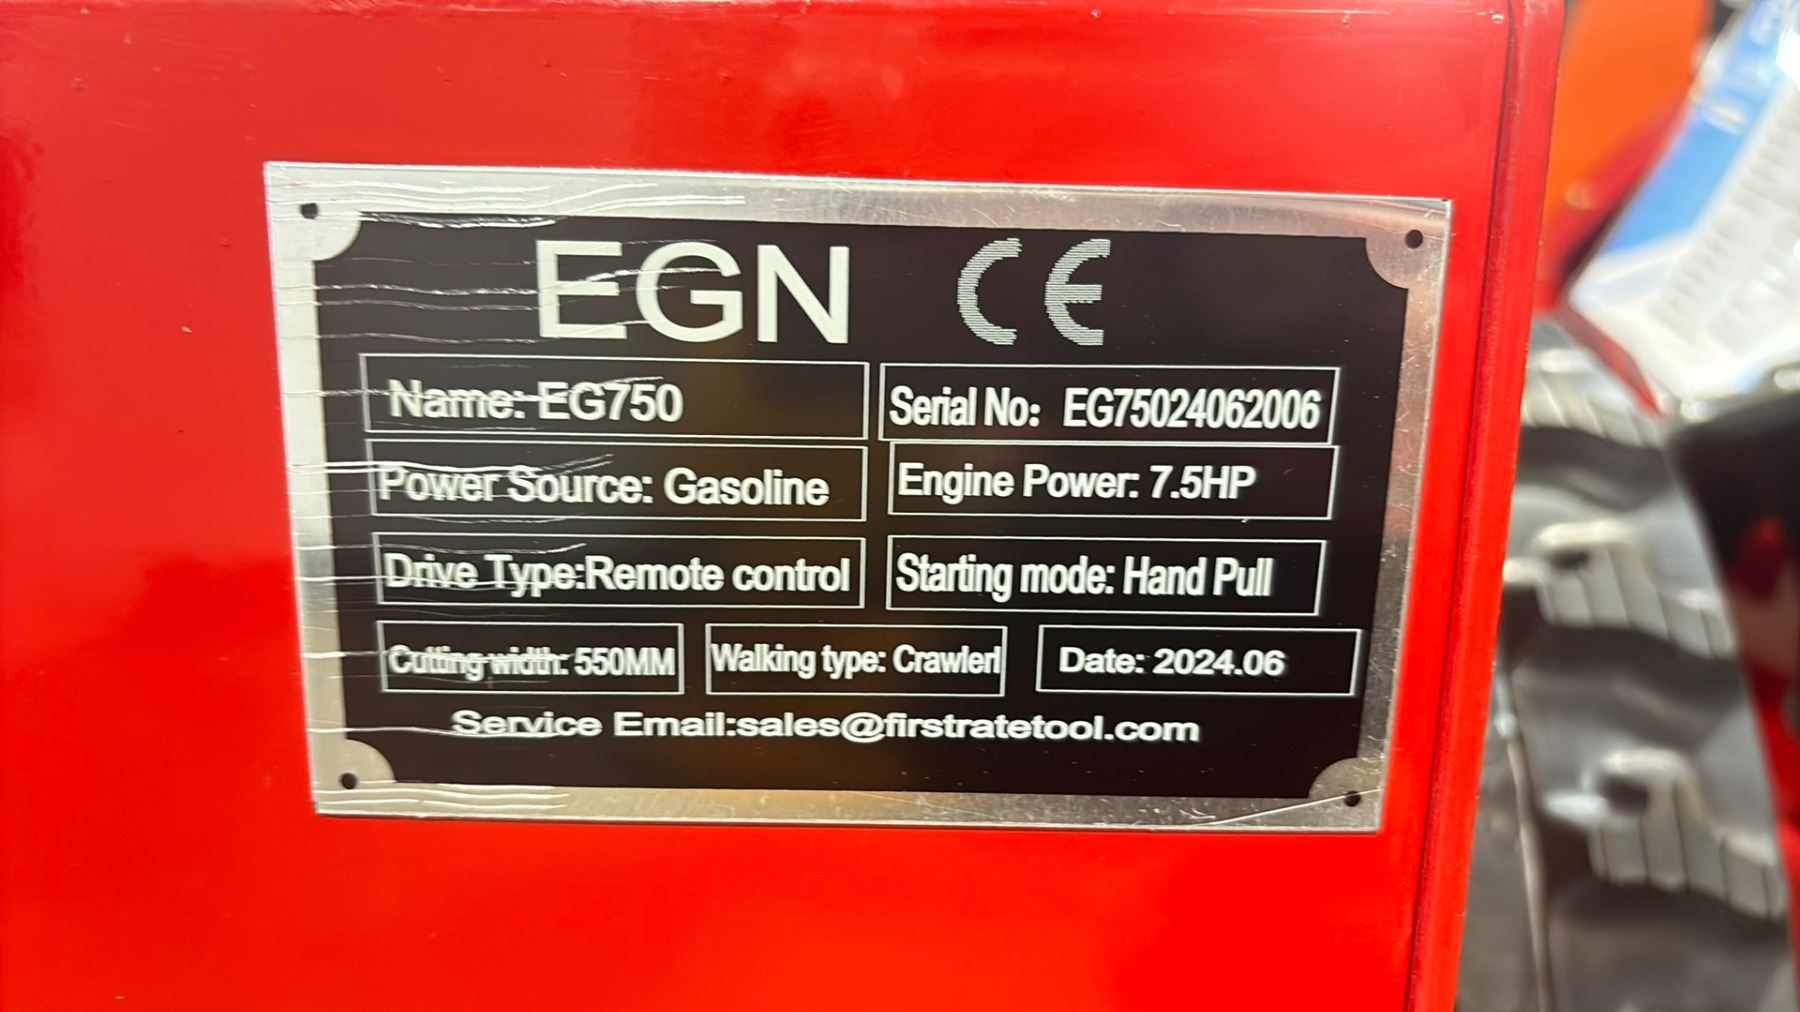 EGN CE
Name: EG750 Serial No: EG75024062006
Power Source: Gasoline Engine Power: 7.5HP
Drive Type:Remote control Starting mode: Hand Pull
Cutting width: 550MM Walking type: Crawlerl Date: 2024.06
Service Email:sales@firstratetool.com